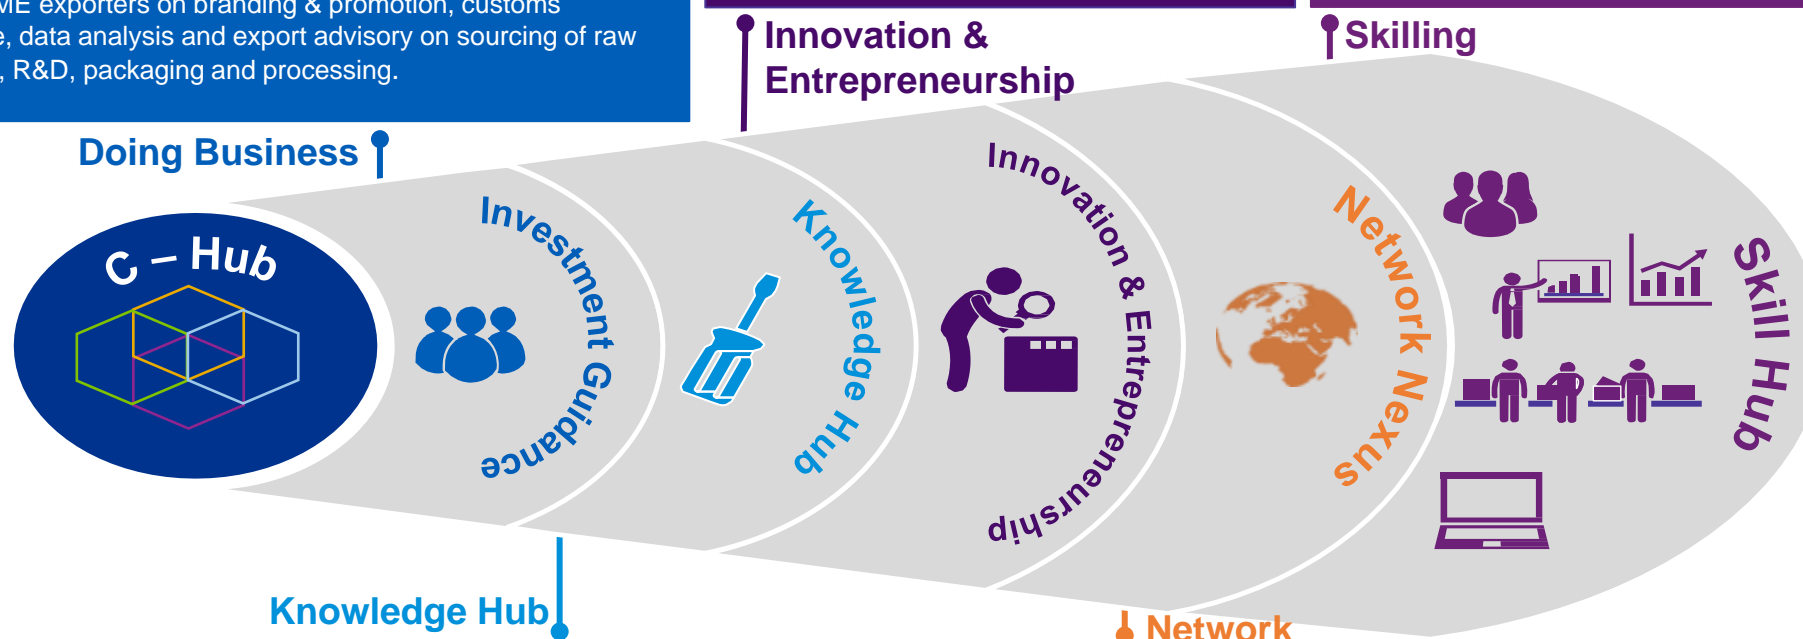 ME exporters on branding & promotion, customs
, data analysis and export advisory on sourcing of raw
, R&D, packaging and processing.
Innovation &
Entrepreneurship
Skilling
Doing Business
C – Hub
Investment Guidance
Knowledge Hub
Innovation & Entrepreneurship
Network Nexus
Skill Hub
Knowledge Hub
Network